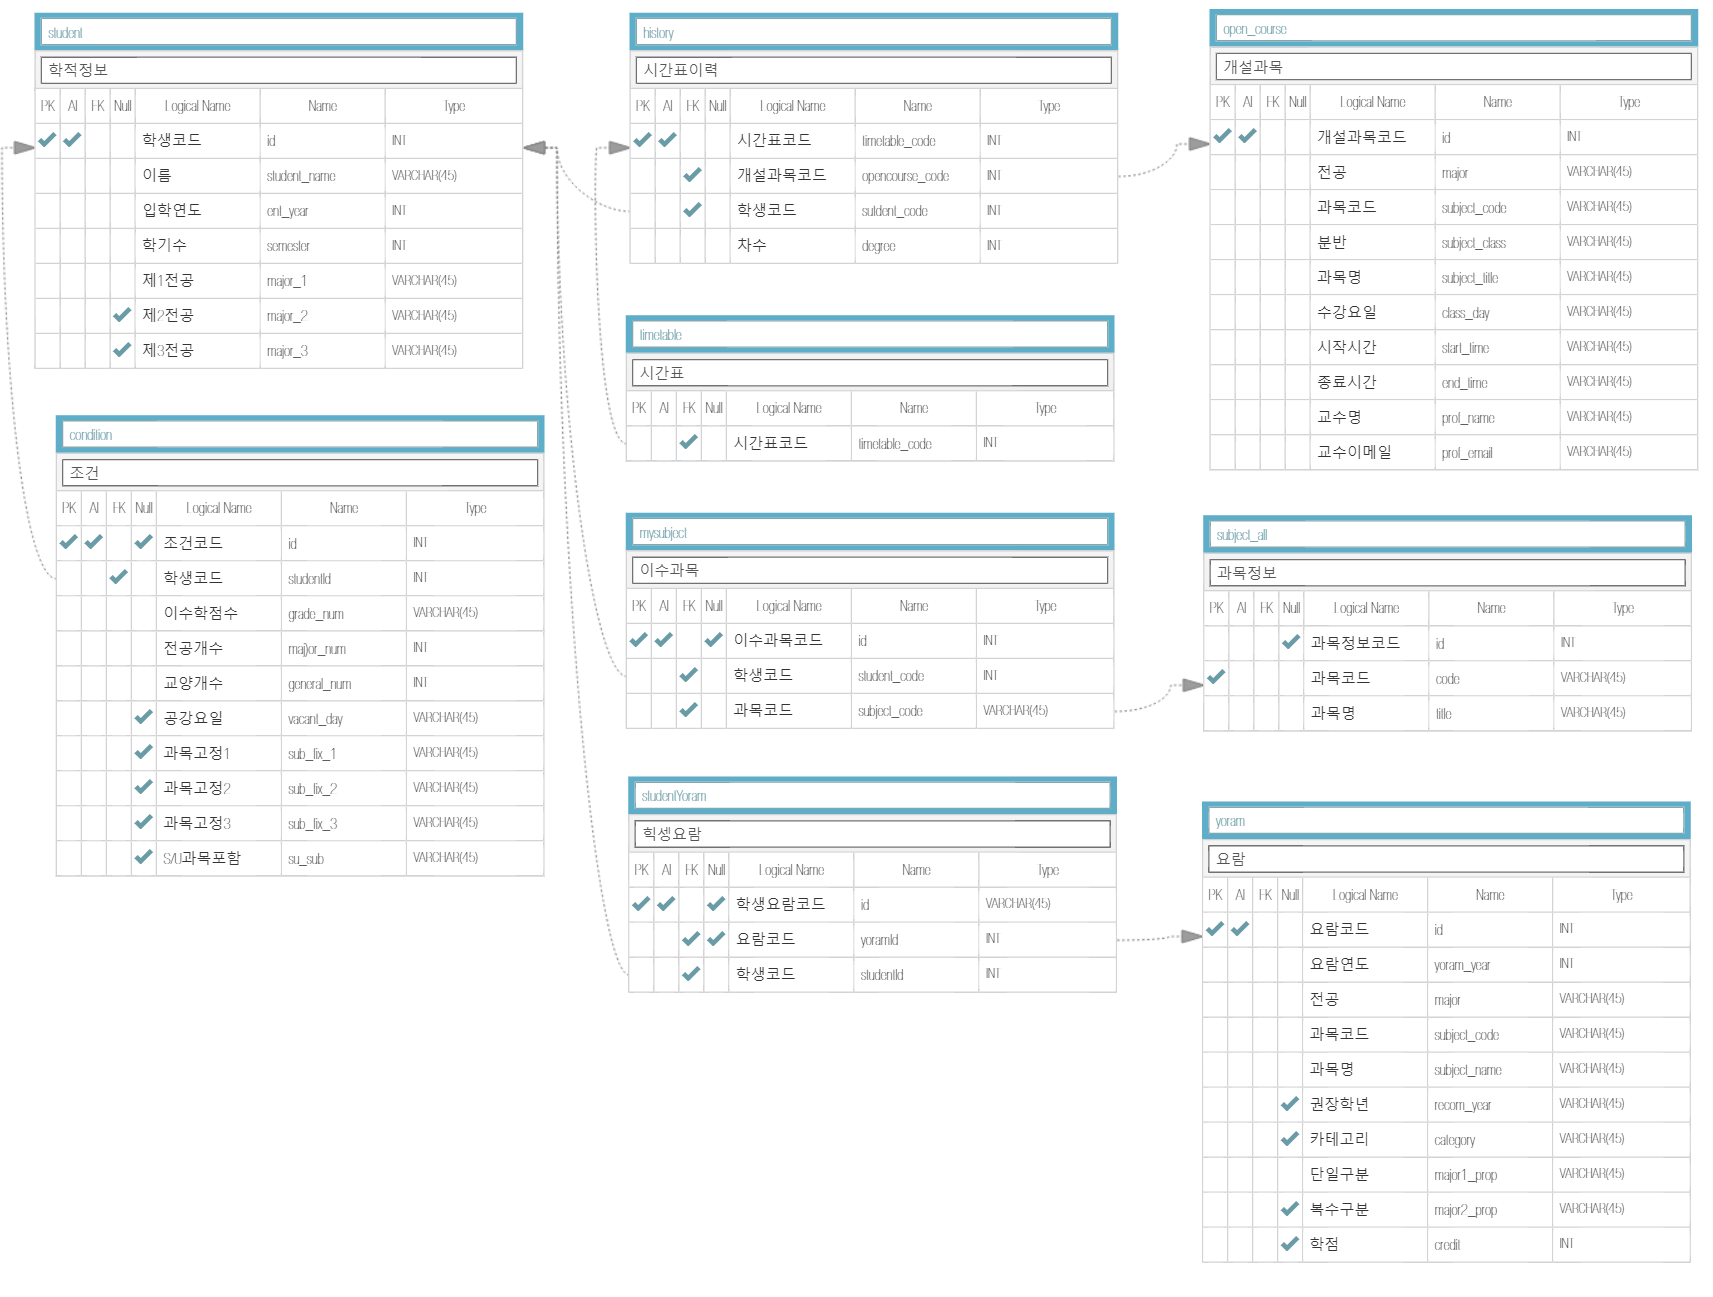 student
학적정보
PK AI FK Null Logical Name Name Type
학생코드 id INT
이름 student_name VARCHAR(45)
입학연도 ent_year INT
학기수 semester INT
제1전공 major_1 VARCHAR(45)
제2전공 major_2 VARCHAR(45)
제3전공 major_3 VARCHAR(45)
condition
조건
PK AI FK Null Logical Name Name Type
조건코드 id INT
학생코드 studentId INT
이수학점수 grade_num VARCHAR(45)
전공개수 maj)or_num INT
교양개수 general_num INT
공강요일 vacant_day VARCHAR(45)
과목고정1 sub_fix_1 VARCHAR(45)
과목고정2 sub_fix_2 VARCHAR(45)
과목고정3 sub_fix_3 VARCHAR(45)
S/U과목포함 su_sub VARCHAR(45)
history
시간표이력
PK AI FK Null Logical Name Name Type
시간표코드 timetable_code INT
개설과목코드 opencourse_code INT
학생코드 sutdent_code INT
차수 degree INT
timetable
시간표
PK AI FK Null Logical Name Name Type
시간표코드 timetable_code INT
mysubject
이수과목
PK AI FK Null Logical Name Name Type
이수과목코드 id INT
학생코드 student_code INT
과목코드 subject_code VARCHAR(45)
studentYoram
힉셍요람
PK AI FK Null Logical Name Name Type
학생요람코드 id VARCHAR(45)
요람코드 yoramId INT
학생코드 studentId INT
open_course
개설과목
PK AI FK Null Logical Name Name Type
개설과목코드 id INT
전공 major VARCHAR(45)
과목코드 subject_code VARCHAR(45)
분반 subject_class VARCHAR(45)
과목명 subject_title VARCHAR(45)
수강요일 class_day VARCHAR(45)
시작시간 start_time VARCHAR(45)
종료시간 end_time VARCHAR(45)
교수명 prof_name VARCHAR(45)
교수이메일 prof_email VARCHAR(45)
subject_all
과목정보
PK AI FK Null Logical Name Name Type
과목정보코드 id INT
과목코드 code VARCHAR(45)
과목명 title VARCHAR(45)
yoram
요람
PK AI FK Null Logical Name Name Type
요람코드 id INT
요람연도 yoram_year INT
전공 major VARCHAR(45)
과목코드 subject_code VARCHAR(45)
과목명 subject_name VARCHAR(45)
권장학년 recom_year VARCHAR(45)
카테고리 category VARCHAR(45)
단일구분 major1_prop VARCHAR(45)
복수구분 major2_prop VARCHAR(45)
학점 credit INT